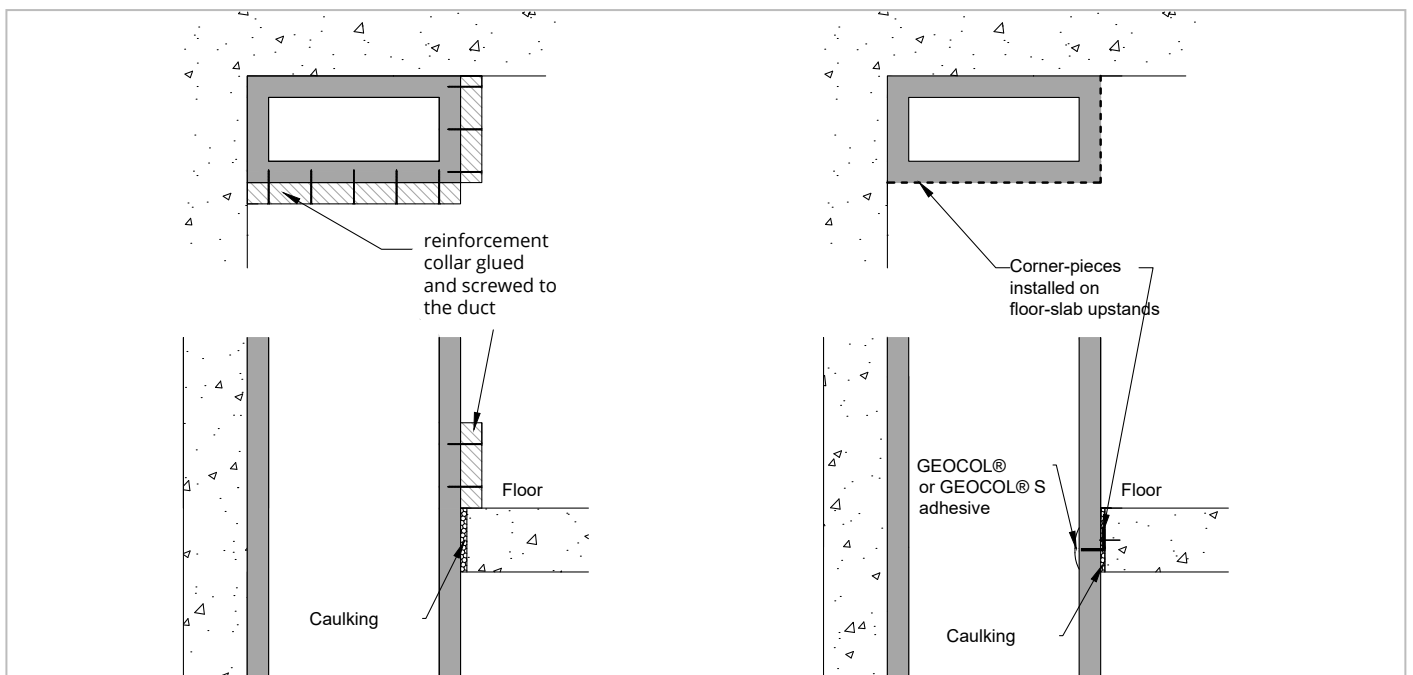 reinforcement
collar glued
and screwed to
the duct
Floor
Caulking
Corner-pieces
installed on
floor-slab upstands
GEOCOL®
or GEOCOL® S
adhesive
Floor
Caulking